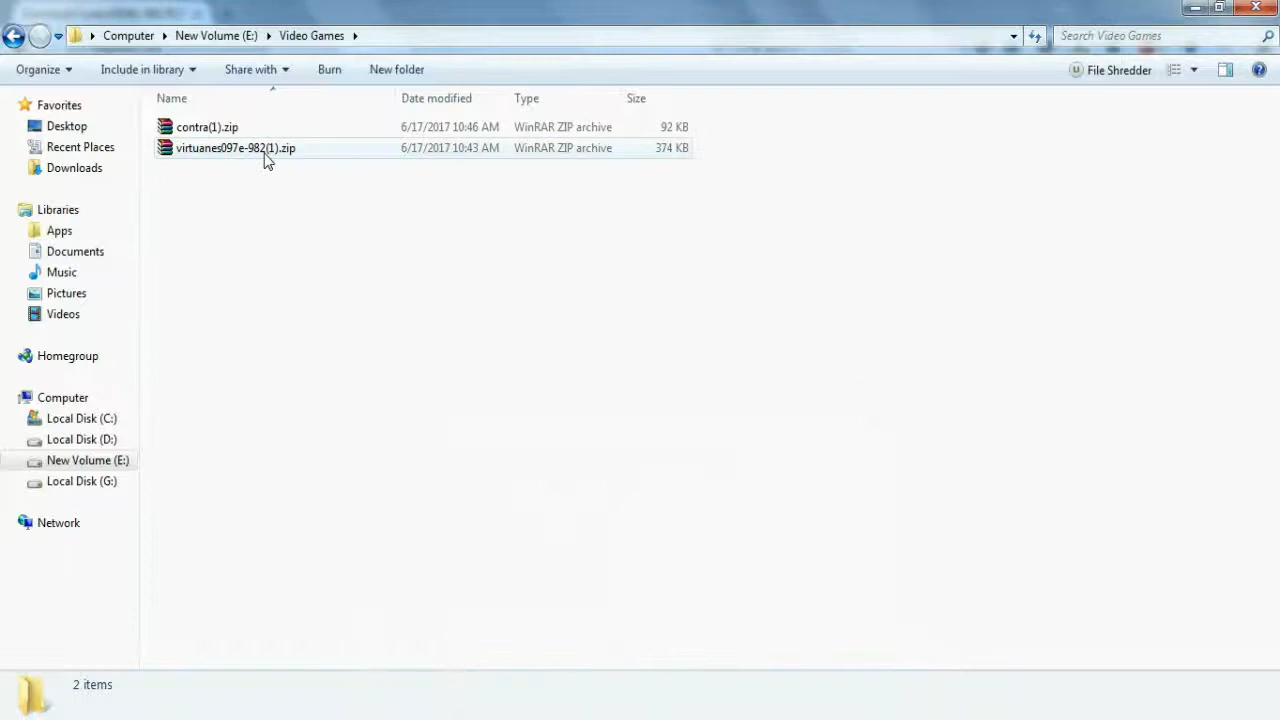 Computer New Volume (E:) Video Games Search Video Games
Organize Include in library Share with Burn New folder File Shredder
Name Date modified Type Size
contra(1).zip 6/17/2017 10:46 AM WinRAR ZIP archive 92 KB
virtuanes097e-982(1).zip 6/17/2017 10:43 AM WinRAR ZIP archive 374 KB
Favorites
Desktop
Recent Places
Downloads
Libraries
Apps
Documents
Music
Pictures
Videos
Homegroup
Computer
Local Disk (C:)
Local Disk (D:)
New Volume (E:)
Local Disk (G:)
Network
2 items